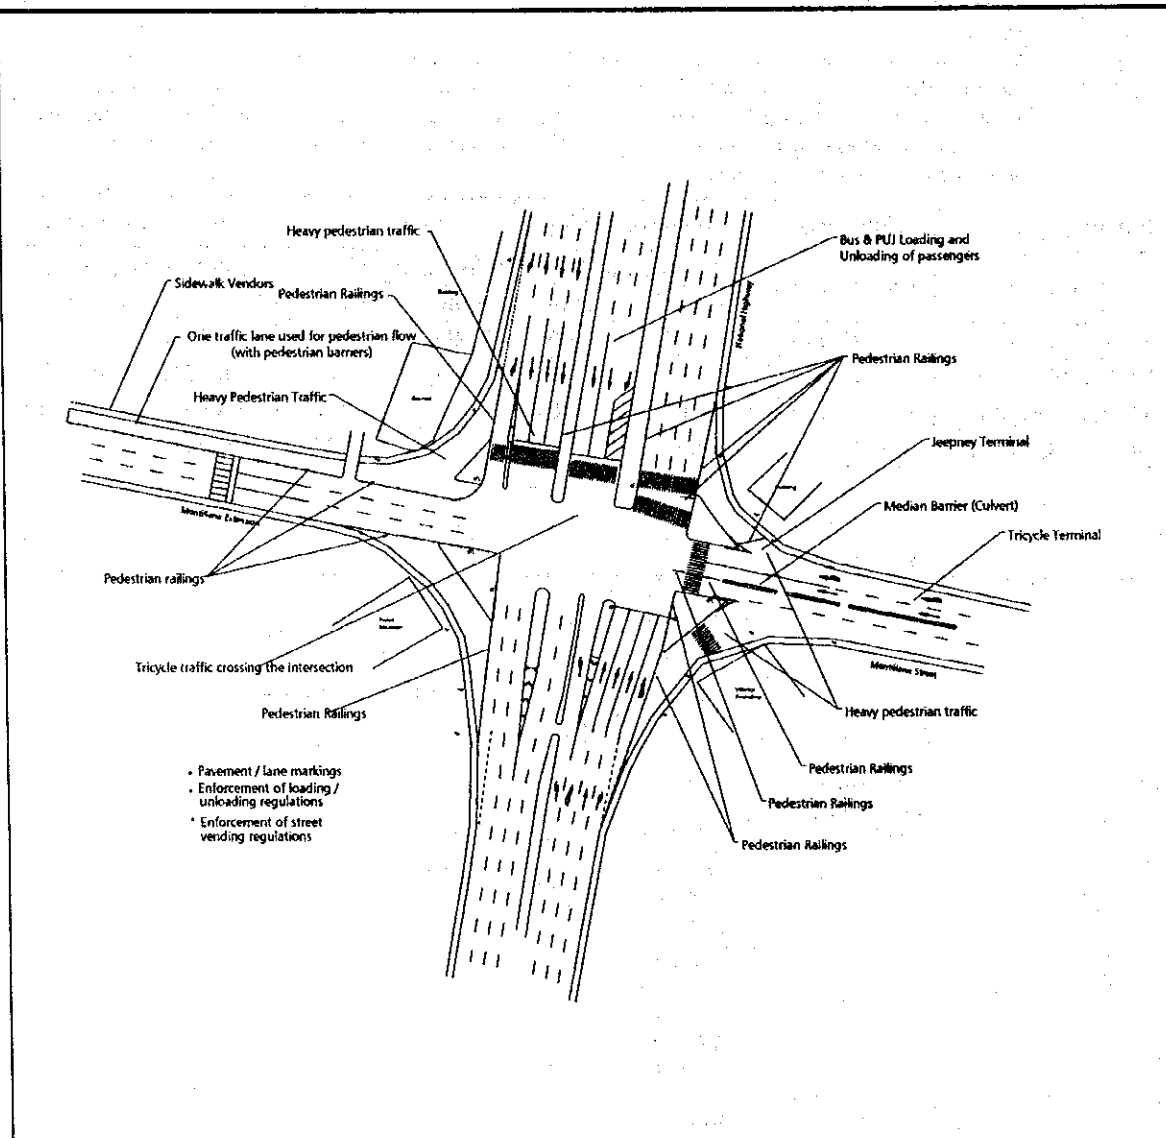 Heavy pedestrian traffic
Bus & PUJ Loading and
Unloading of passengers
Sidewalk Vendors
Pedestrian Railings
National Highway
One traffic lane used for pedestrian flow
(with pedestrian barriers)
Pedestrian Railings
Heavy Pedestrian Traffic
Jeepney Terminal
Median Barrier (Culvert)
Tricycle Terminal
Pedestrian railings
Tricycle traffic crossing the intersection
Street
Pedestrian Railings
Heavy pedestrian traffic
Pedestrian Railings
Pedestrian Railings
Pedestrian Railings
• Pavement / lane markings
• Enforcement of loading /
unloading regulations
• Enforcement of street
vending regulations